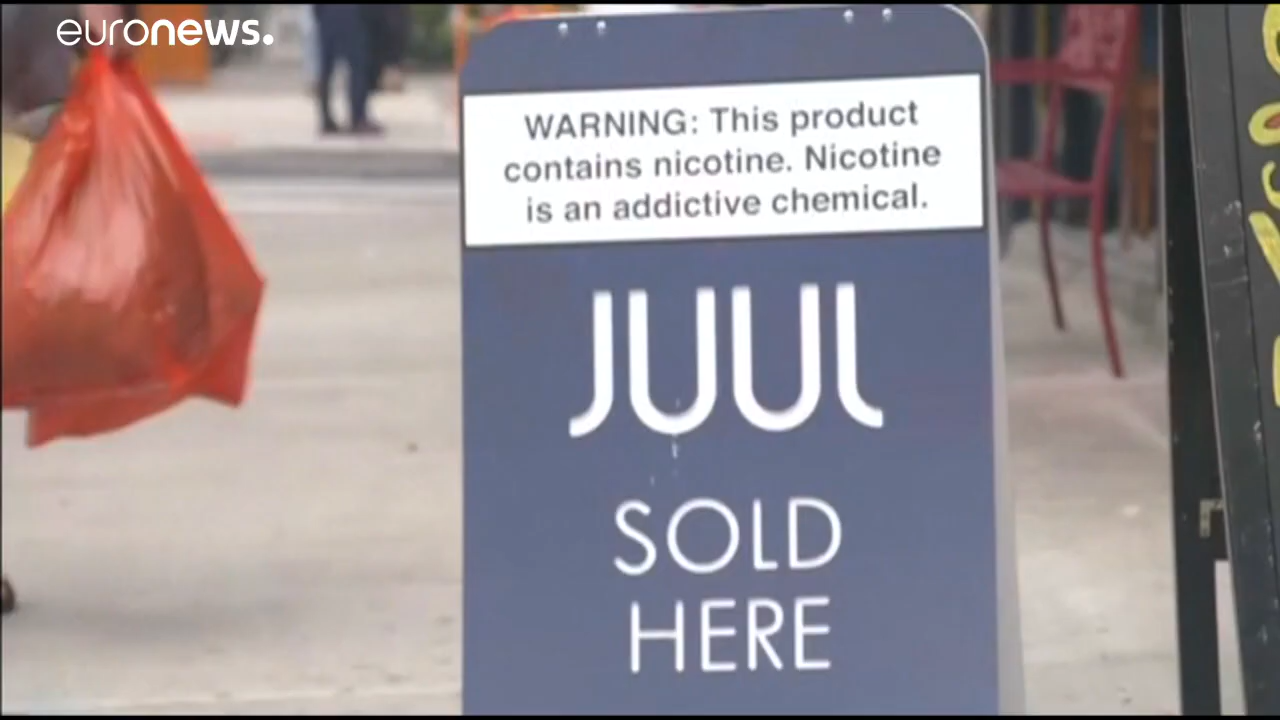 euronews.
WARNING: This product
contains nicotine. Nicotine
is an addictive chemical.
JUUL
SOLD
HERE